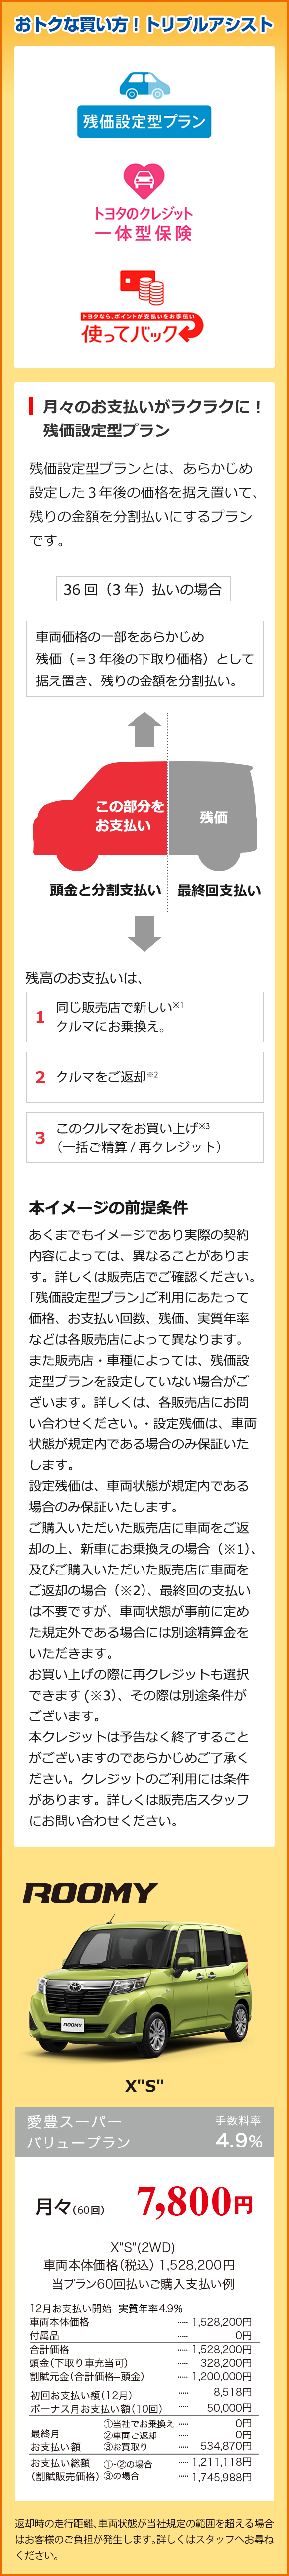 おトクな買い方！トリプルアシスト
残価設定型プラン
トヨタのクレジット
一体型保険
トヨタなら、ポイントが支払いをお手伝い
使ってバック
月々のお支払いがラクラクに！
残価設定型プラン
残価設定型プランとは、あらかじめ
設定した３年後の価格を据え置いて、
残りの金額を分割払いにするプラン
です。
36 回（3 年）払いの場合
車両価格の一部をあらかじめ
残価（＝3 年後の下取り価格）として
据え置き、残りの金額を分割払い。
この部分を
お支払い
残価
頭金と分割支払い
最終回支払い
残高のお支払いは、
1 同じ販売店で新しい※1
クルマにお乗換え。
2 クルマをご返却※2
3 このクルマをお買い上げ※3
（一括ご精算 / 再クレジット）
本イメージの前提条件
あくまでもイメージであり実際の契約
内容によっては、異なることがありま
す。詳しくは販売店でご確認ください。
「残価設定型プラン」ご利用にあたって
価格、お支払い回数、残価、実質年率
などは各販売店によって異なります。
また販売店・車種によっては、残価設
定型プランを設定していない場合がご
ざいます。詳しくは、各販売店にお問
い合わせください。・設定残価は、車両
状態が規定内である場合のみ保証いた
します。
設定残価は、車両状態が規定内である
場合のみ保証いたします。
ご購入いただいた販売店に車両をご返
却の上、新車にお乗換えの場合（※1）、
及びご購入いただいた販売店に車両を
ご返却の場合（※2）、最終回の支払い
は不要ですが、車両状態が事前に定め
た規定外である場合には別途精算金を
いただきます。
お買い上げの際に再クレジットも選択
できます (※3）、その際は別途条件が
ございます。
本クレジットは予告なく終了すること
がございますのであらかじめご了承く
ださい。クレジットのご利用には条件
があります。詳しくは販売店スタッフ
にお問い合わせください。
ROOMY
ROOMY
X"S"
愛豊スーパー
バリュープラン
手数料率
4.9%
月々（60回） 7,800円
X"S"(2WD)
車両本体価格（税込） 1,528,200円
当プラン60回払いご購入支払い例
12月お支払い開始 実質年率4.9%
車両本体価格 ····· 1,528,200円
付属品 ····· 0円
合計価格 ····· 1,528,200円
頭金（下取り車充当可） ····· 328,200円
割賦元金（合計価格−頭金） ····· 1,200,000円
初回お支払い額（12月） ····· 8,518円
ボーナス月お支払い額（10回） ····· 50,000円
最終月
お支払い額
①当社でお乗換え ····· 0円
②車両ご返却 ····· 0円
③お買取り ····· 534,870円
お支払い総額
（割賦販売価格）
①・②の場合 ····· 1,211,118円
③の場合 ····· 1,745,988円
返却時の走行距離、車両状態が当社規定の範囲を超える場合
はお客様のご負担が発生します。詳しくはスタッフへお尋ね
ください。